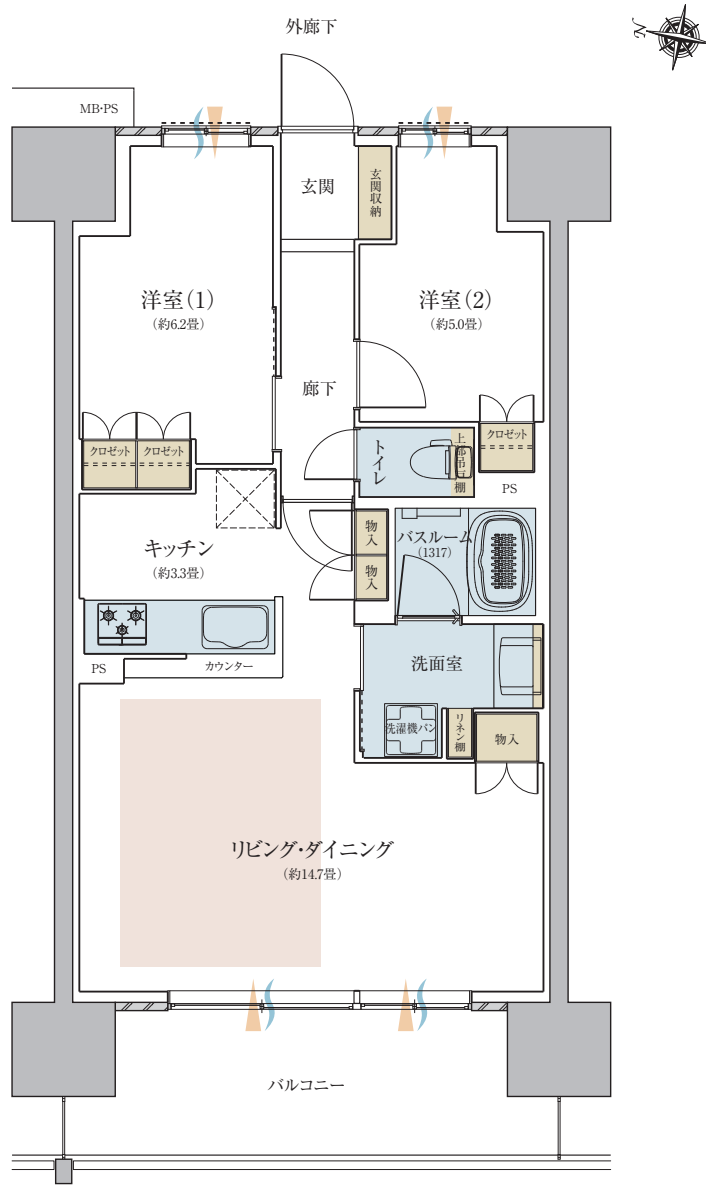 外廊下
N
MB・PS
玄関
玄関収納
洋室(1)
(約6.2畳)
洋室(2)
(約5.0畳)
廊下
クロゼット
クロゼット
クロゼット
トイレ
上部吊戸棚
PS
キッチン
(約3.3畳)
物入
物入
バスルーム
(1317)
洗面室
PS
カウンター
洗濯機パン
リネン棚
物入
リビング・ダイニング
(約14.7畳)
バルコニー